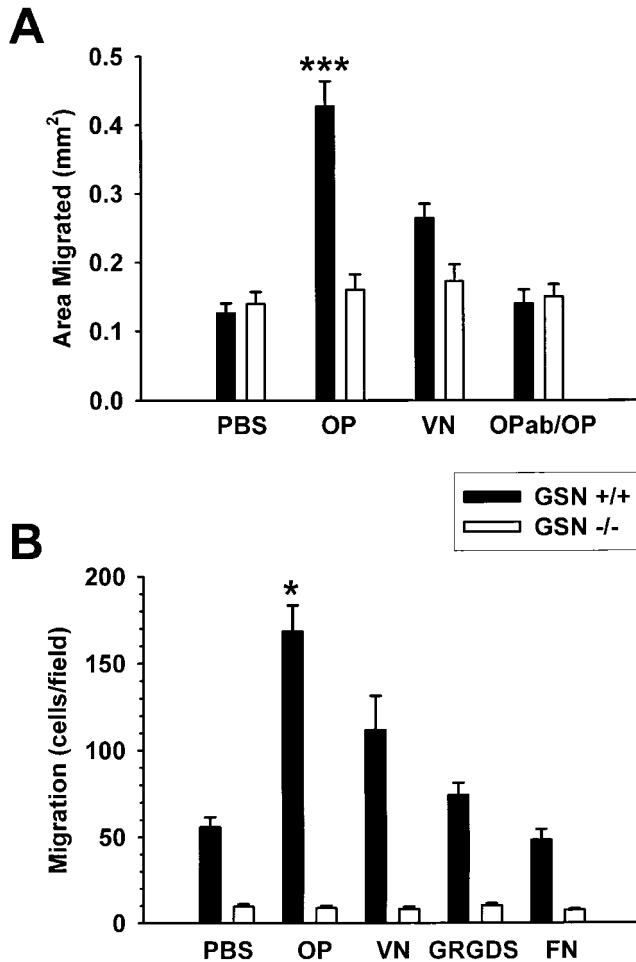 A
***
0.5
0.4
0.3
0.2
0.1
0.0
Area Migrated (mm²)
PBS OP VN OPab/OP
GSN +/+
GSN -/-
B
*
200
150
100
50
0
Migration (cells/field)
PBS OP VN GRGDS FN